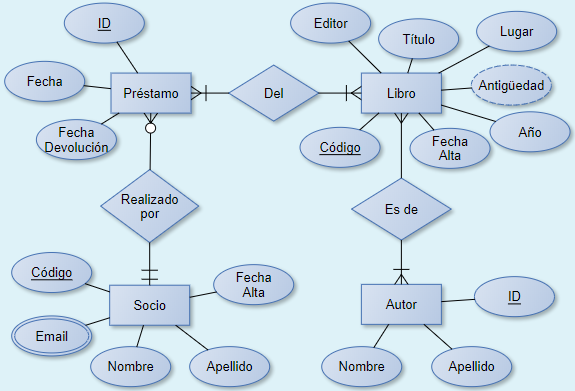 ID
Editor
Título
Lugar
Fecha
Préstamo
Del
Libro
Antigüedad
Fecha
Devolución
Código
Fecha
Alta
Año
Realizado
por
Es de
Código
Fecha
Alta
Socio
Autor
ID
Email
Nombre
Apellido
Nombre
Apellido